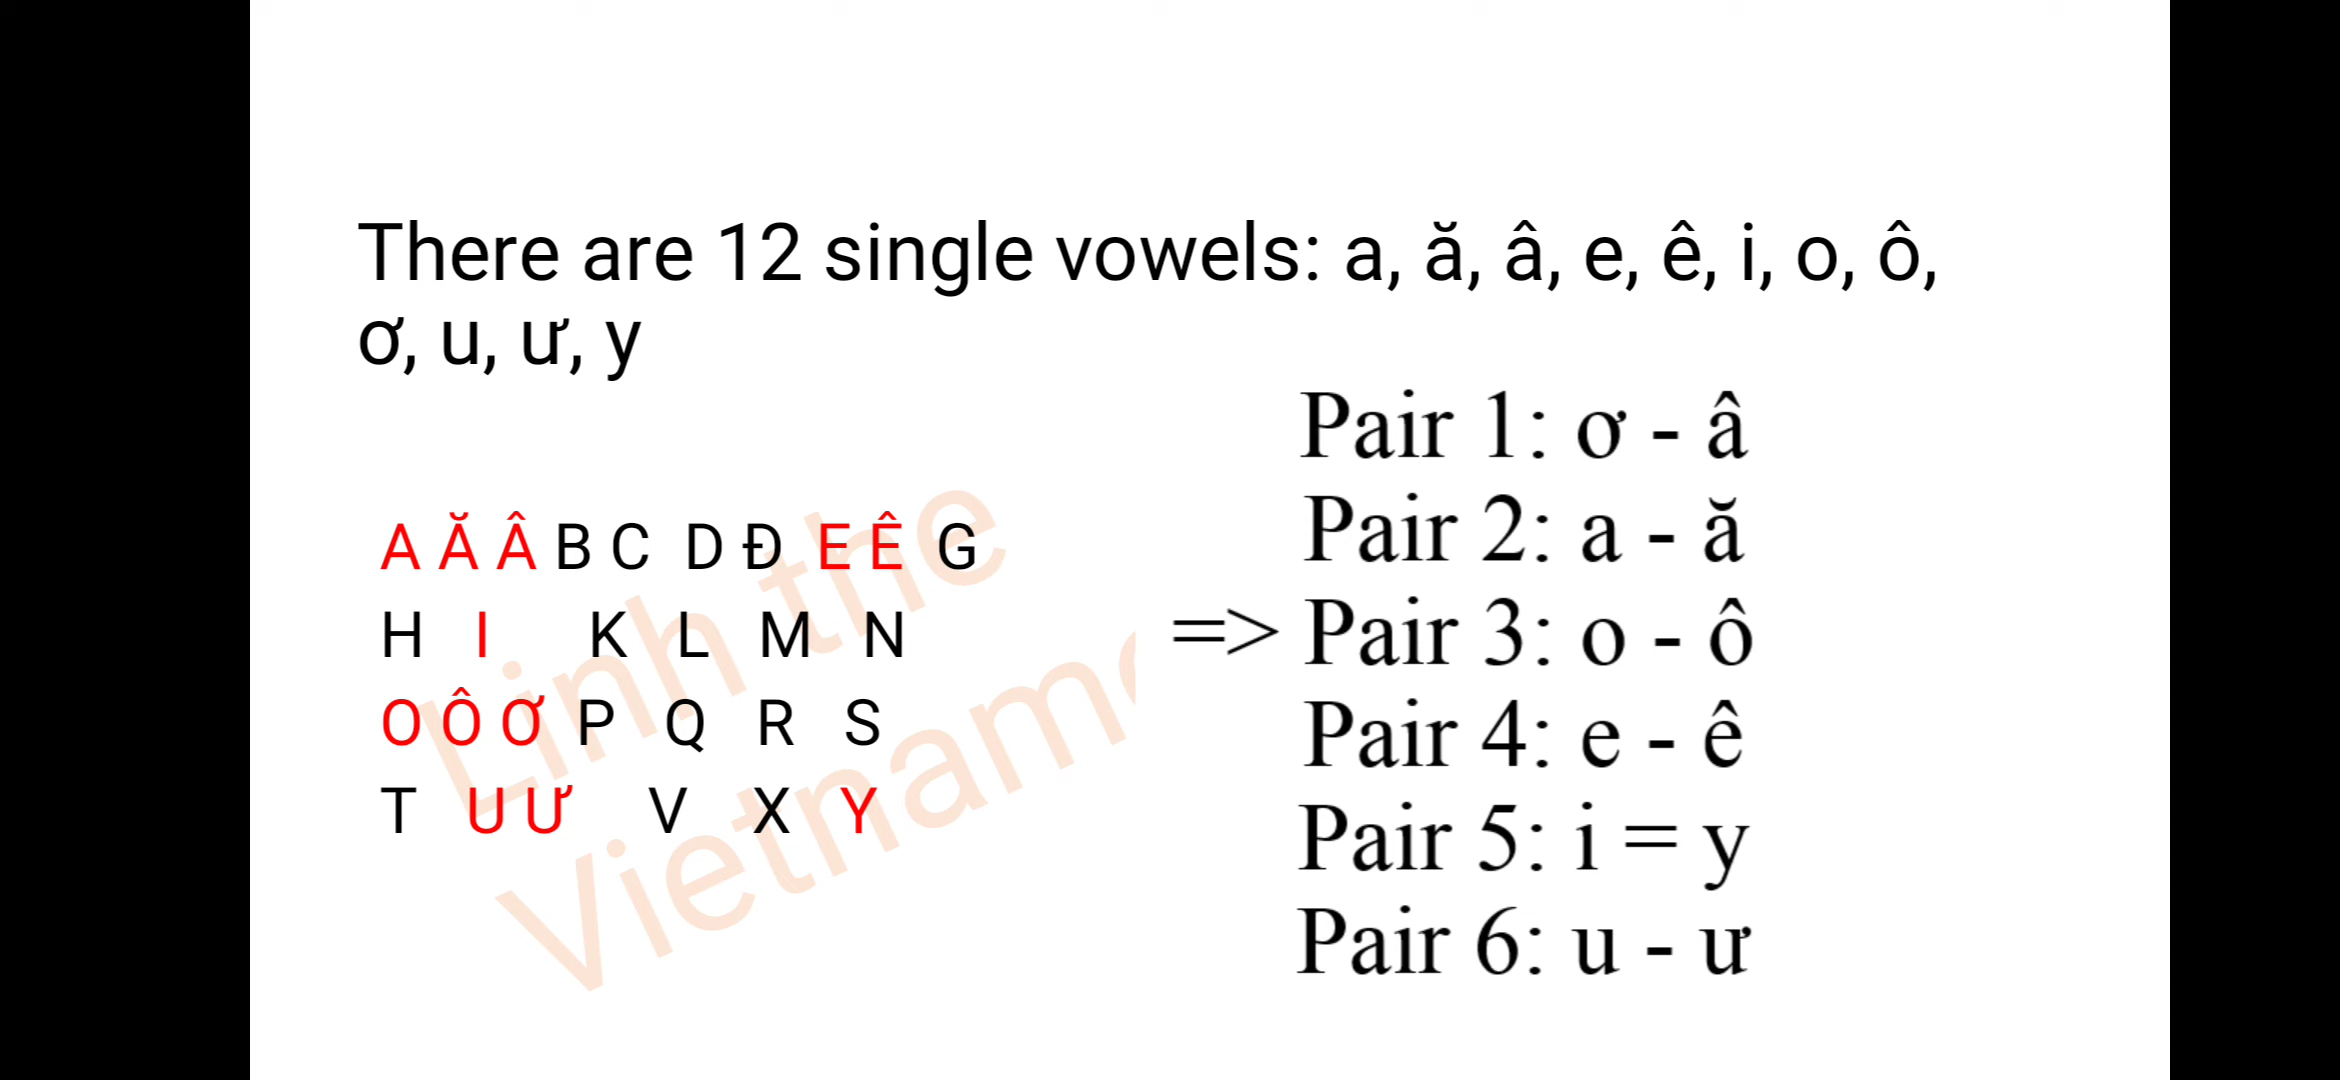 There are 12 single vowels: a, ă, â, e, ê, i, o, ô,
ơ, u, ư, y
A Ă Â B C D Đ E Ê G
H I K L M N
O Ô Ơ P Q R S
T U Ư V X Y
=>
Pair 1: ơ - â
Pair 2: a - ă
Pair 3: o - ô
Pair 4: e - ê
Pair 5: i = y
Pair 6: u - ư
Linh the
Vietname